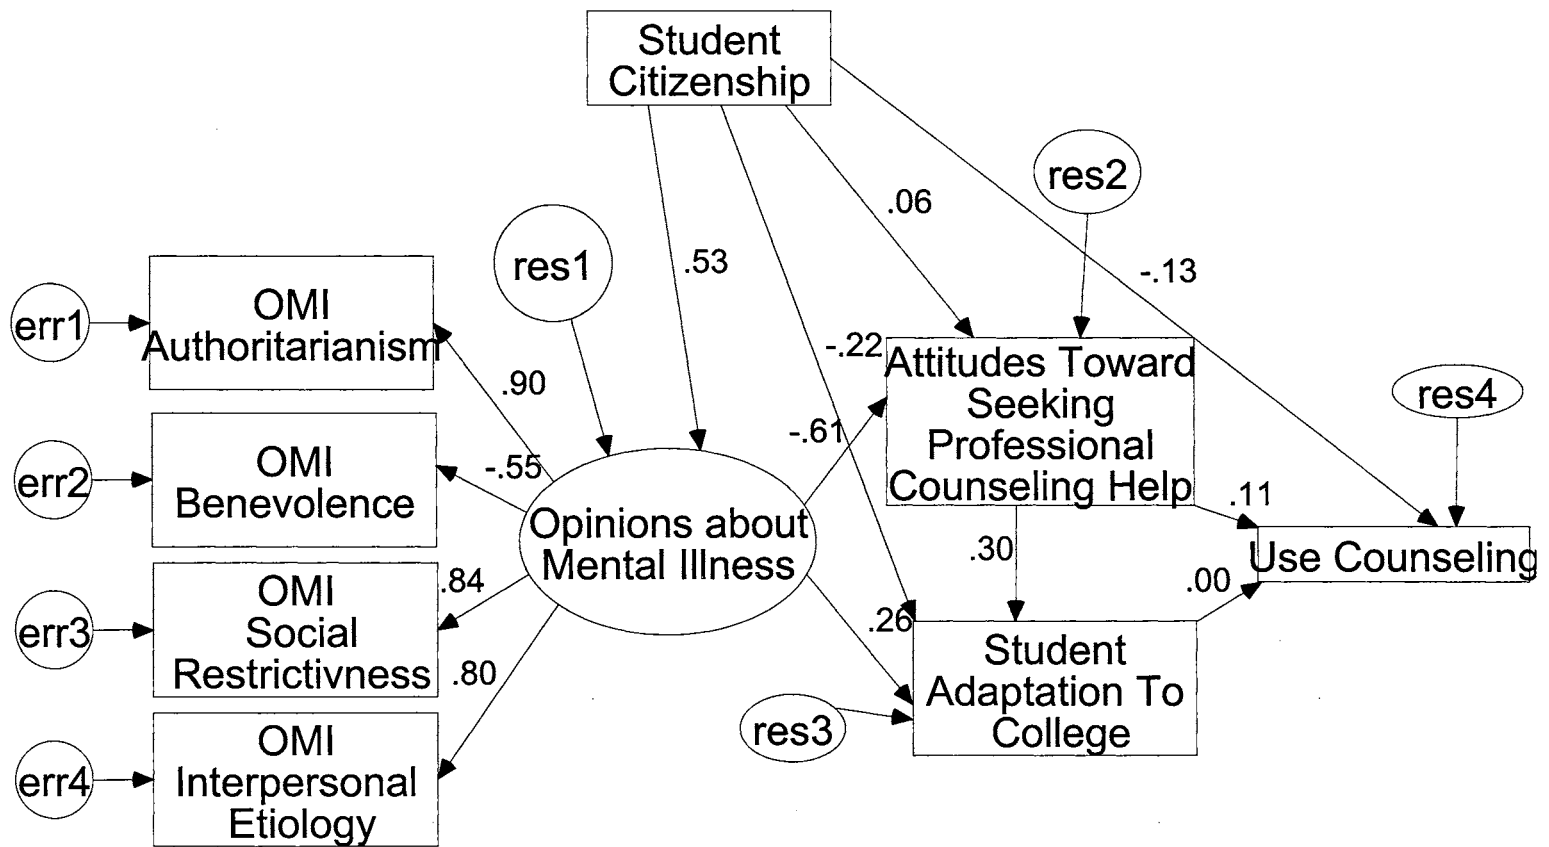 Student
Citizenship
res2
.06
res1
.53
-.13
OMI
Authoritarianism
err1
.90
-.22
Attitudes Toward
Seeking
Professional
Counseling Help
res4
-.61
OMI
Benevolence
err2
-.55
Opinions about
Mental Illness
.11
Use Counseling
.30
.00
OMI
Social
Restrictivness
err3
.84
.26
Student
Adaptation To
College
.80
res3
OMI
Interpersonal
Etiology
err4